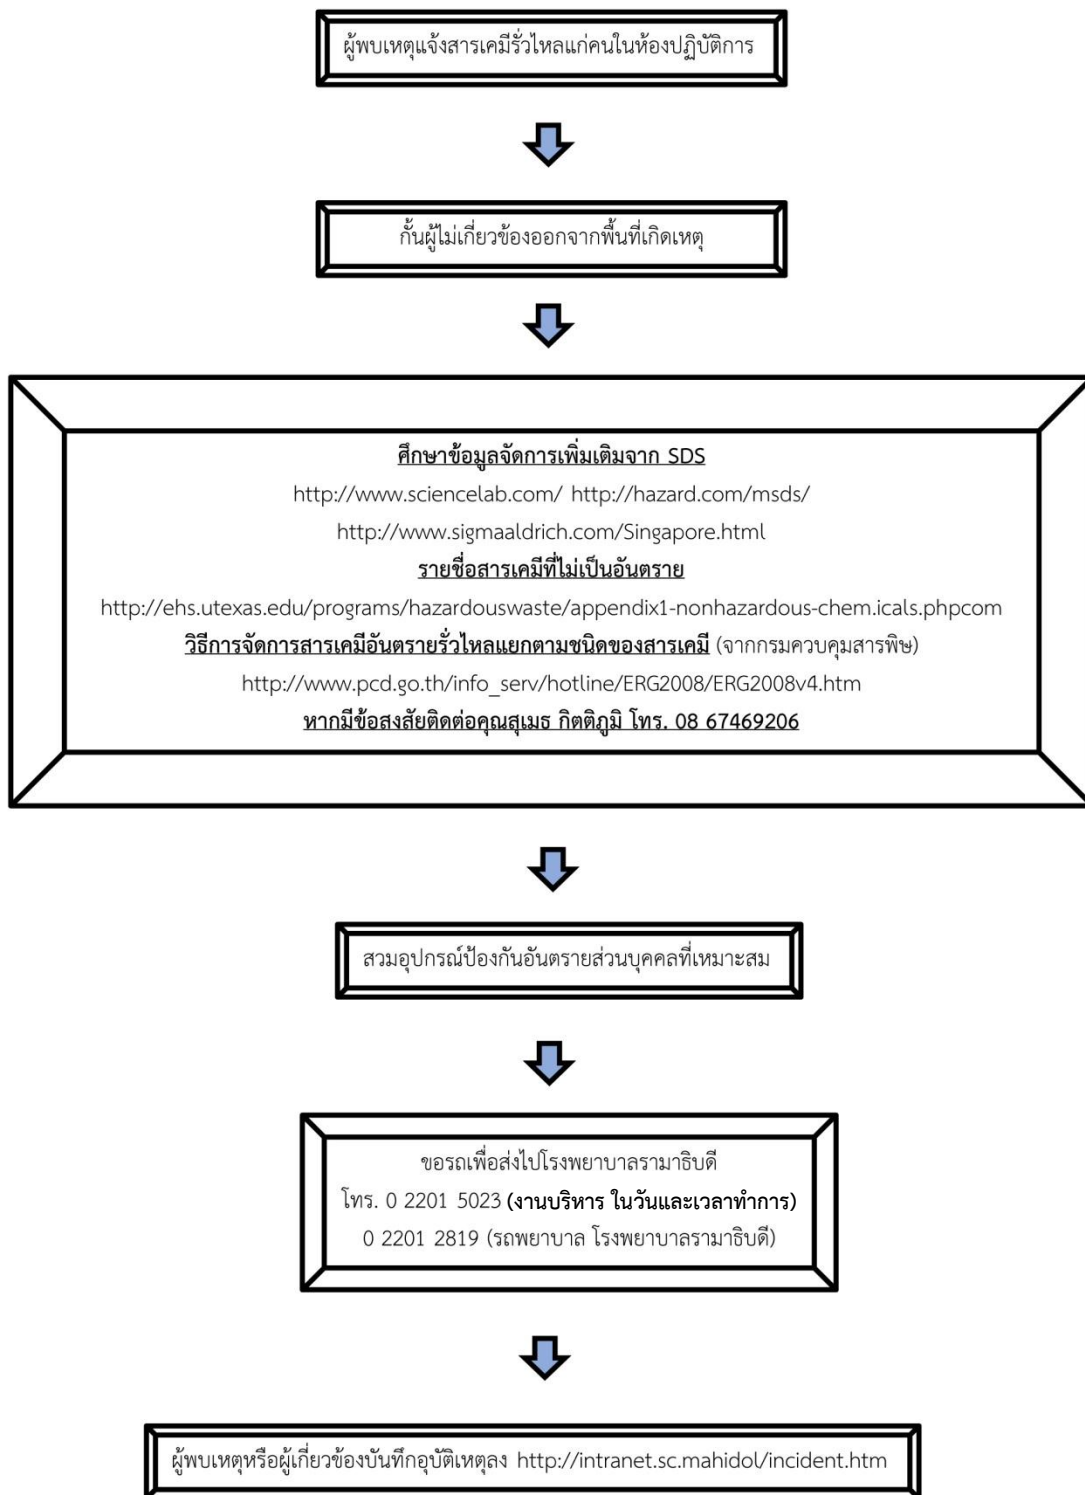 ผู้พบเหตุแจ้งสารเคมีรั่วไหลแก่คนในห้องปฏิบัติการ
กั้นผู้ไม่เกี่ยวข้องออกจากพื้นที่เกิดเหตุ
ศึกษาข้อมูลจัดการเพิ่มเติมจาก SDS
http://www.sciencelab.com/ http://hazard.com/msds/
http://www.sigmaaldrich.com/Singapore.html
รายชื่อสารเคมีที่ไม่เป็นอันตราย
http://ehs.utexas.edu/programs/hazardouswaste/appendix1-nonhazardous-chem.icals.phpcom
วิธีการจัดการสารเคมีอันตรายรั่วไหลแยกตามชนิดของสารเคมี (จากกรมควบคุมสารพิษ)
http://www.pcd.go.th/info_serv/hotline/ERG2008/ERG2008v4.htm
หากมีข้อสงสัยติดต่อคุณสุเมธ กิตติภูมิ โทร. 08 67469206
สวมอุปกรณ์ป้องกันอันตรายส่วนบุคคลที่เหมาะสม
ขอรถเพื่อส่งไปโรงพยาบาลรามาธิบดี
โทร. 0 2201 5023 (งานบริหาร ในวันและเวลาทำการ)
0 2201 2819 (รถพยาบาล โรงพยาบาลรามาธิบดี)
ผู้พบเหตุหรือผู้เกี่ยวข้องบันทึกอุบัติเหตุลง http://intranet.sc.mahidol/incident.htm